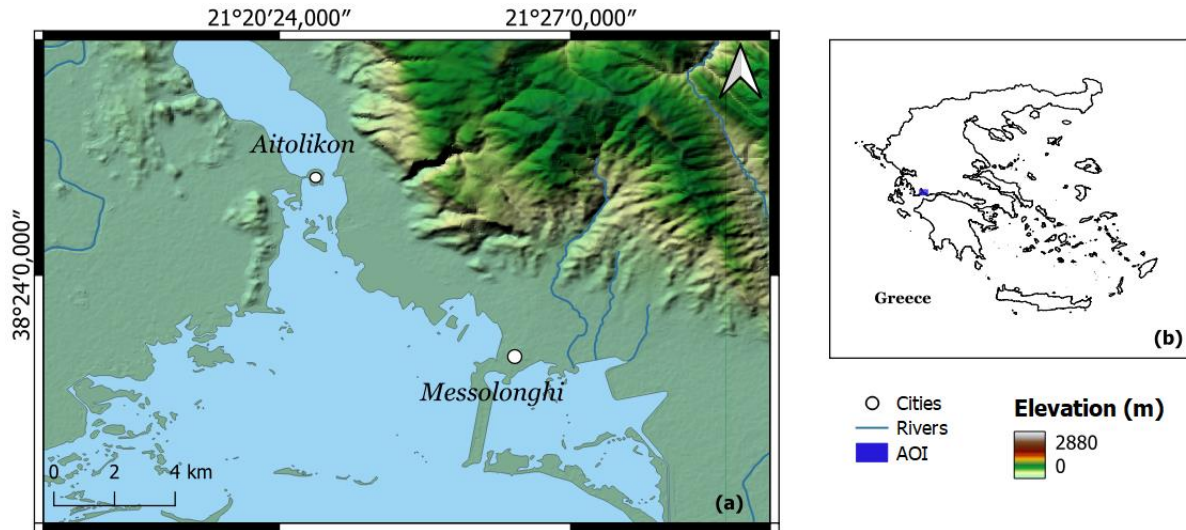 21°20′24,000″ 21°27′0,000″
38°24′0,000″
Aitolikon
Messolonghi
0 2 4 km
(a)
Greece
(b)
Cities
Rivers
AOI
Elevation (m)
2880
0